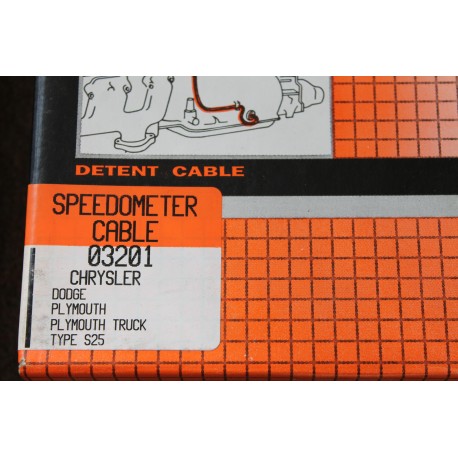 DETENT CABLE
SPEEDOMETER
CABLE
03201
CHRYSLER
DODGE
PLYMOUTH
PLYMOUTH TRUCK
TYPE S25